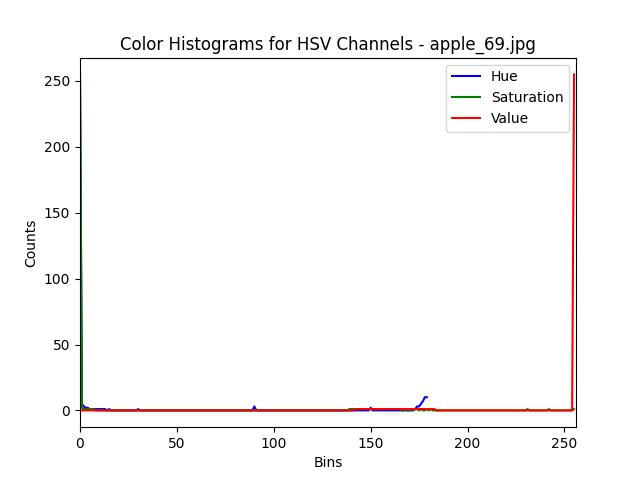 Color Histograms for HSV Channels - apple_69.jpg
Hue
Saturation
Value
Counts
250
200
150
100
50
0
0 50 100 150 200 250
Bins